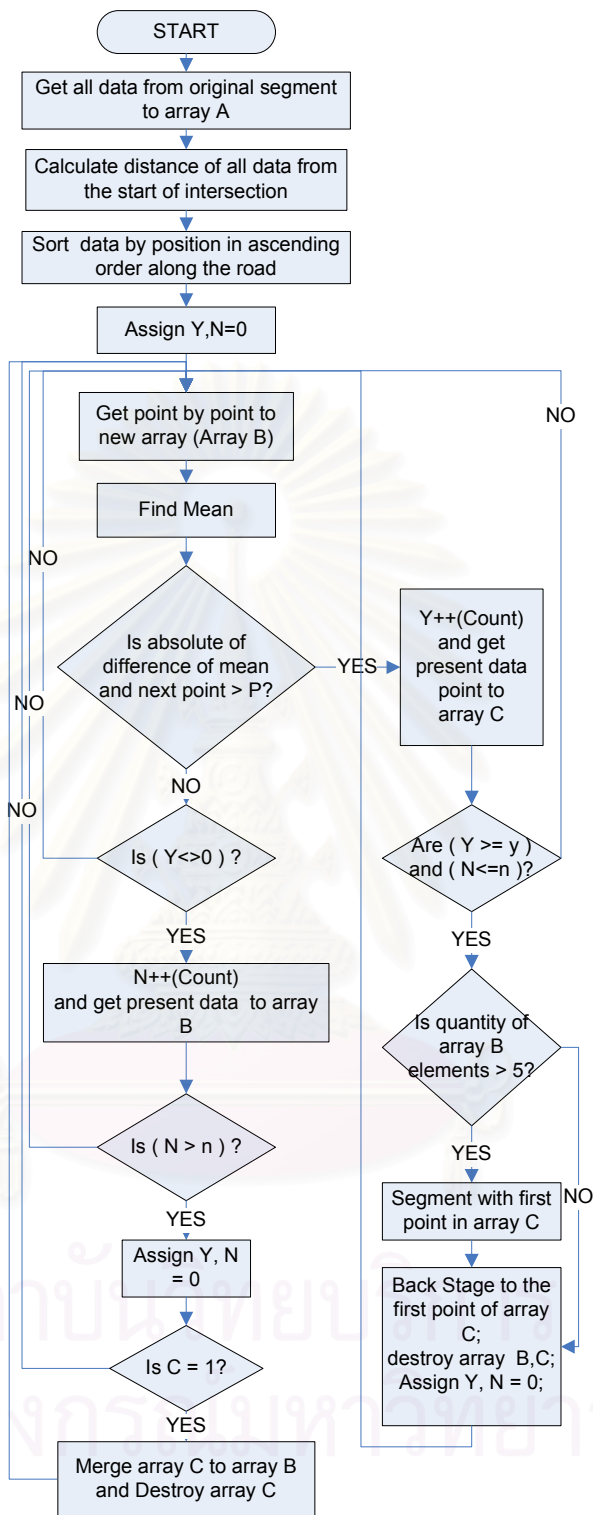 START
Get all data from original segment
to array A
Calculate distance of all data from
the start of intersection
Sort  data by position in ascending
order along the road
Assign Y,N=0
Get point by point to
new array (Array B)
NO
Find Mean
NO
Is absolute of
difference of mean
and next point > P?
YES
Y++(Count)
and get
present data
point to
array C
NO
NO
NO
Is ( Y<>0 ) ?
Are ( Y >= y )
and ( N<=n )?
YES
YES
N++(Count)
and get present data  to array
B
Is quantity of
array B
elements > 5?
Is ( N > n ) ?
YES
NO
YES
Segment with first
point in array C
Assign Y, N
= 0
Back Stage to the
first point of array
C;
destroy array  B,C;
Assign Y, N = 0;
Is C = 1?
YES
Merge array C to array B
and Destroy array C